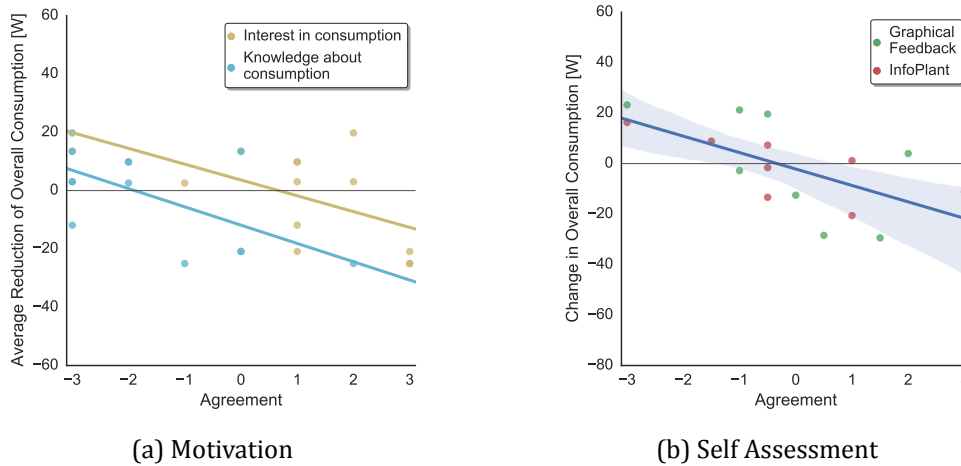 60
40
20
0
−20
−40
−60
−3
−2
−1
0
1
2
3
Average Reduction of Overall Consumption [W]
Agreement
Interest in consumption
Knowledge about
consumption
(a) Motivation
60
40
20
0
−20
−40
−60
−80
−3
−2
−1
0
1
2
Change in Overall Consumption [W]
Agreement
Graphical
Feedback
InfoPlant
(b) Self Assessment